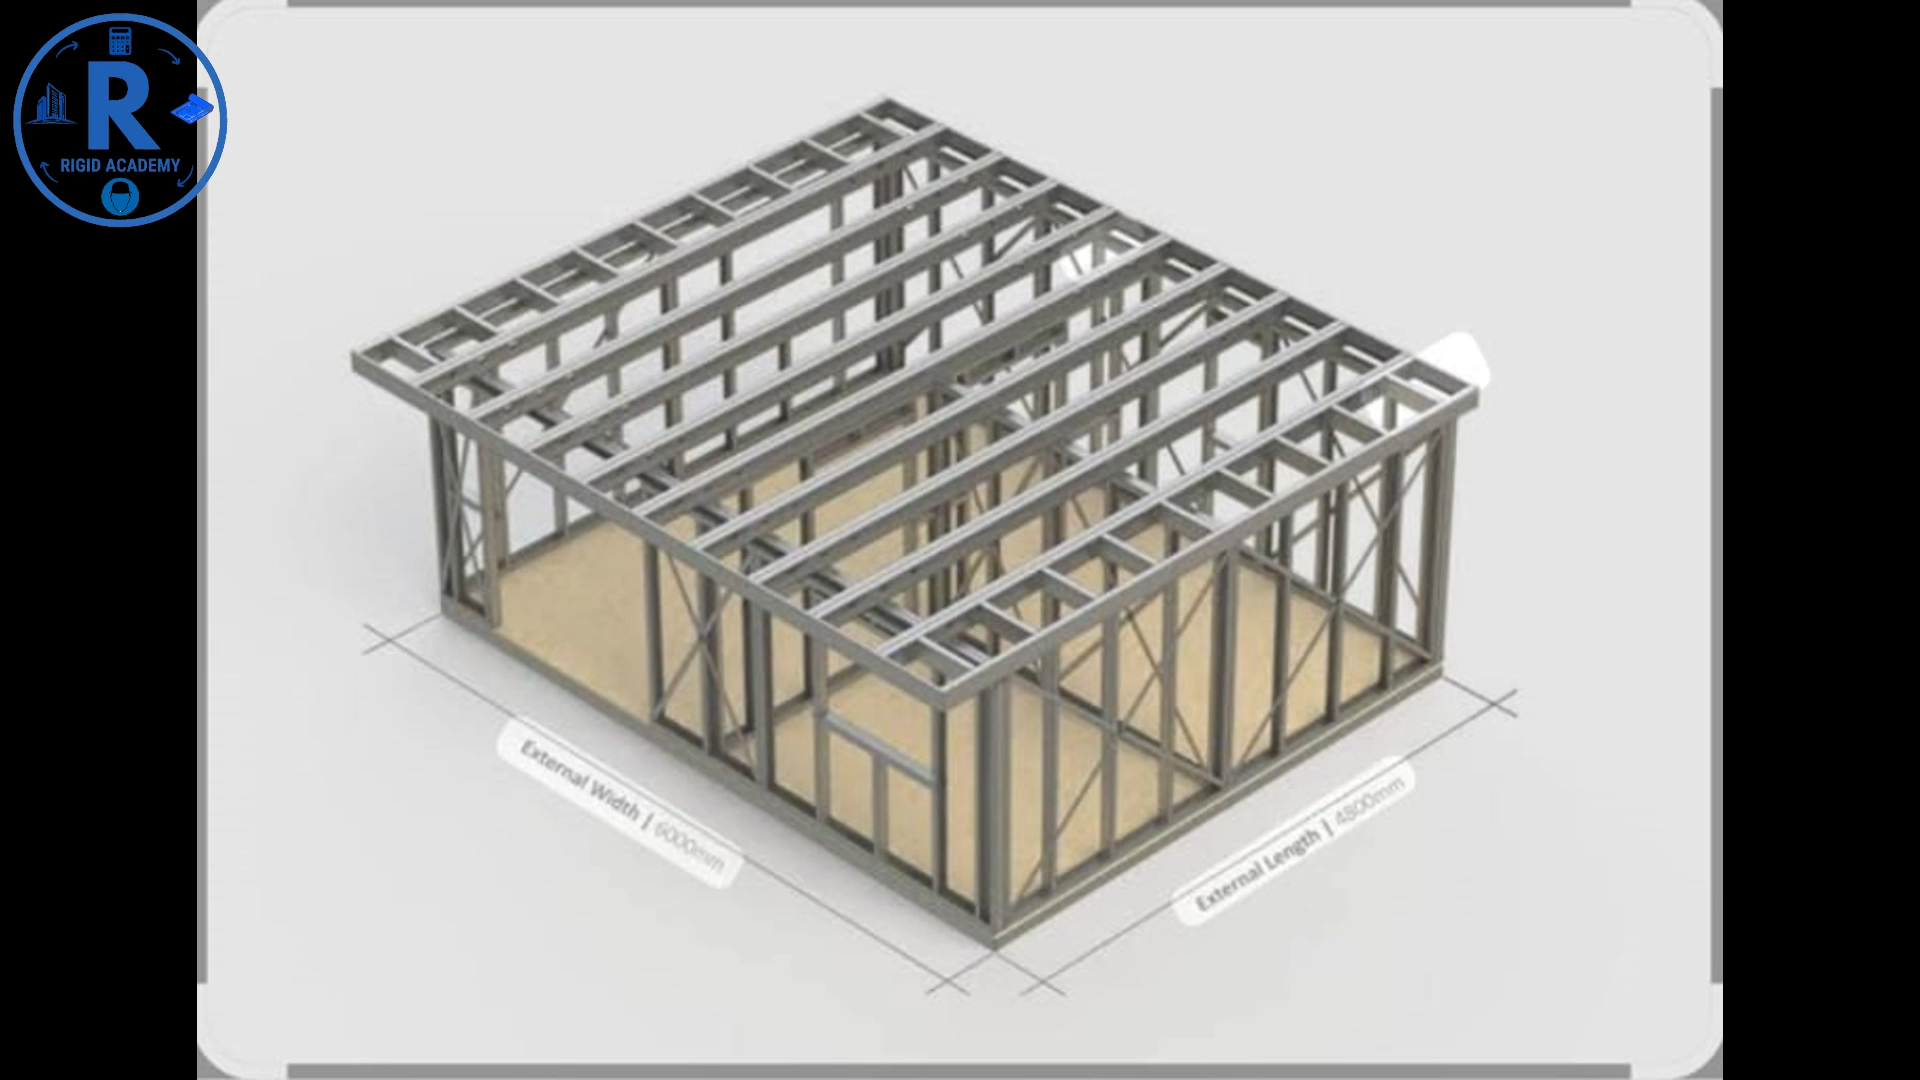 R
RIGID ACADEMY
External Width | 6000mm
External Length | 4800mm